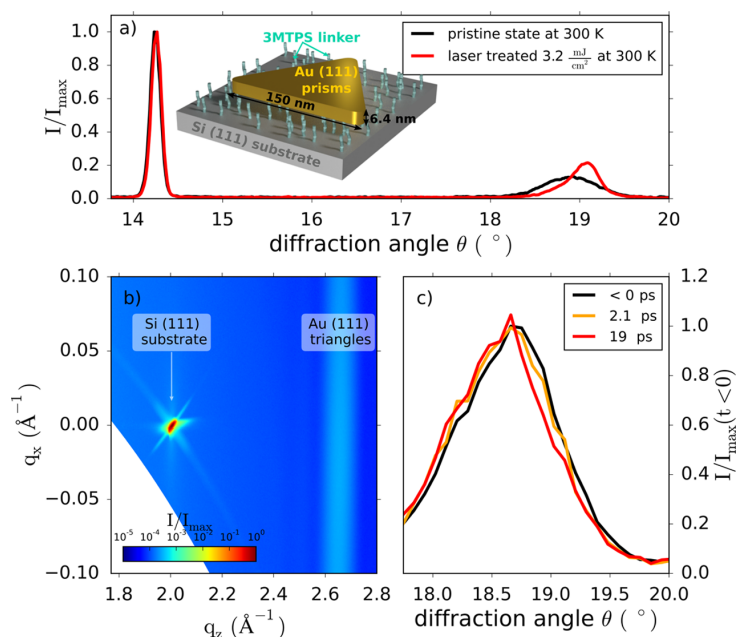 a)
3MTPS linker
Au (111)
prisms
150 nm
6.4 nm
Si (111) substrate
pristine state at 300 K
laser treated 3.2 mJ/cm² at 300 K
I/Imax
1.0
0.8
0.6
0.4
0.2
0.0
14 15 16 17 18 19 20
diffraction angle θ (°)
b)
Si (111)
substrate
Au (111)
triangles
qx (Å⁻¹)
0.10
0.05
0.00
−0.05
−0.10
I/Imax
10⁻⁵ 10⁻⁴ 10⁻³ 10⁻² 10⁻¹ 10⁰
1.8 2.0 2.2 2.4 2.6 2.8
qz (Å⁻¹)
c)
< 0 ps
2.1 ps
19 ps
1.2
1.0
0.8
0.6
0.4
0.2
0.0
I/Imax(t <0)
18.0 18.5 19.0 19.5 20.0
diffraction angle θ (°)